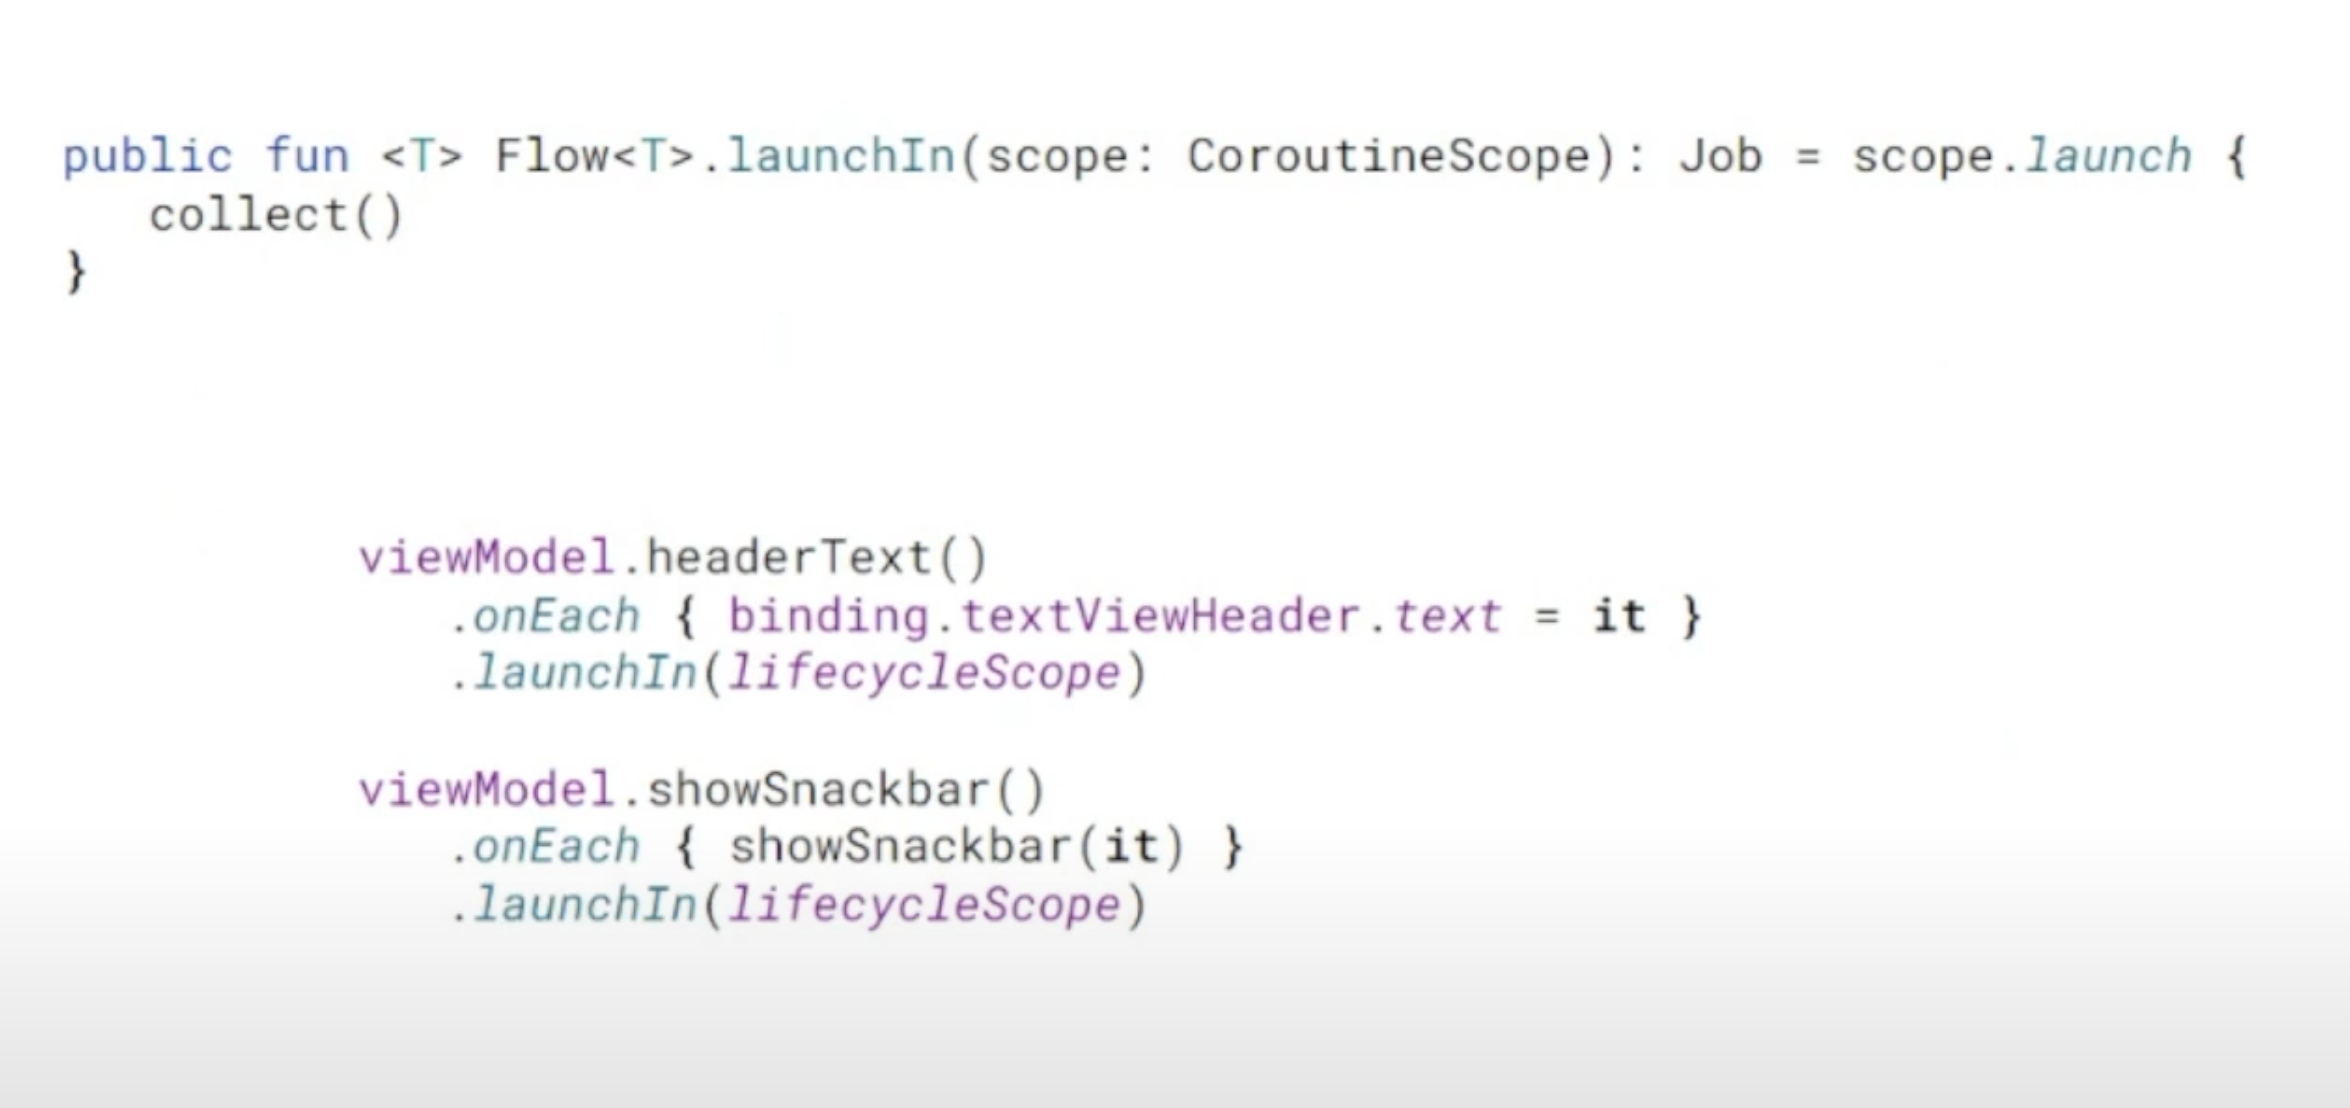 public fun <T> Flow<T>.launchIn(scope: CoroutineScope): Job = scope.launch {
collect()
}
viewModel.headerText()
.onEach { binding.textViewHeader.text = it }
.launchIn(lifecycleScope)
viewModel.showSnackbar()
.onEach { showSnackbar(it) }
.launchIn(lifecycleScope)